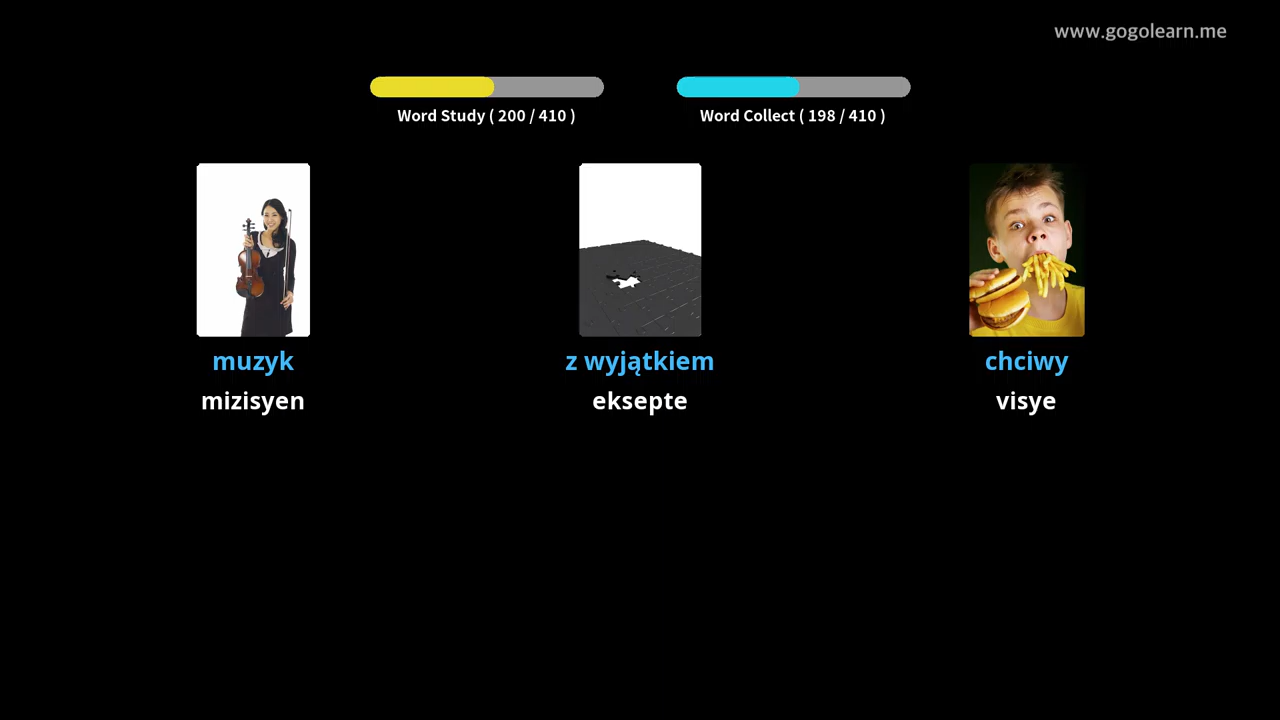 www.gogolearn.me
Word Study ( 200 / 410 )
Word Collect ( 198 / 410 )
muzyk
z wyjątkiem
chciwy
mizisyen
eksepte
visye